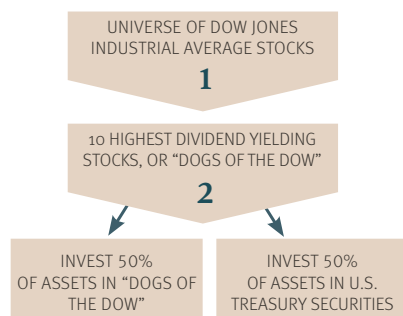 UNIVERSE OF DOW JONES
INDUSTRIAL AVERAGE STOCKS
1
10 HIGHEST DIVIDEND YIELDING
STOCKS, OR “DOGS OF THE DOW”
2
INVEST 50%
OF ASSETS IN “DOGS OF
THE DOW”
INVEST 50%
OF ASSETS IN U.S.
TREASURY SECURITIES